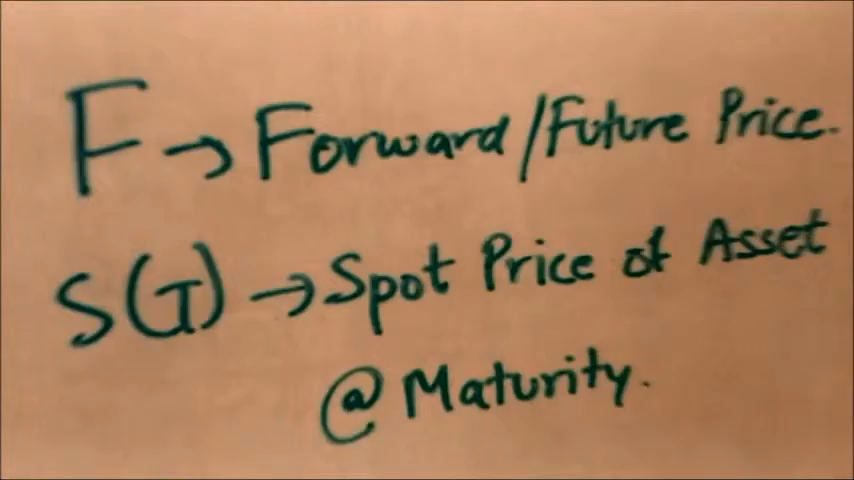 F → Forward/Future Price.
S(T) → Spot Price of Asset
@ Maturity.